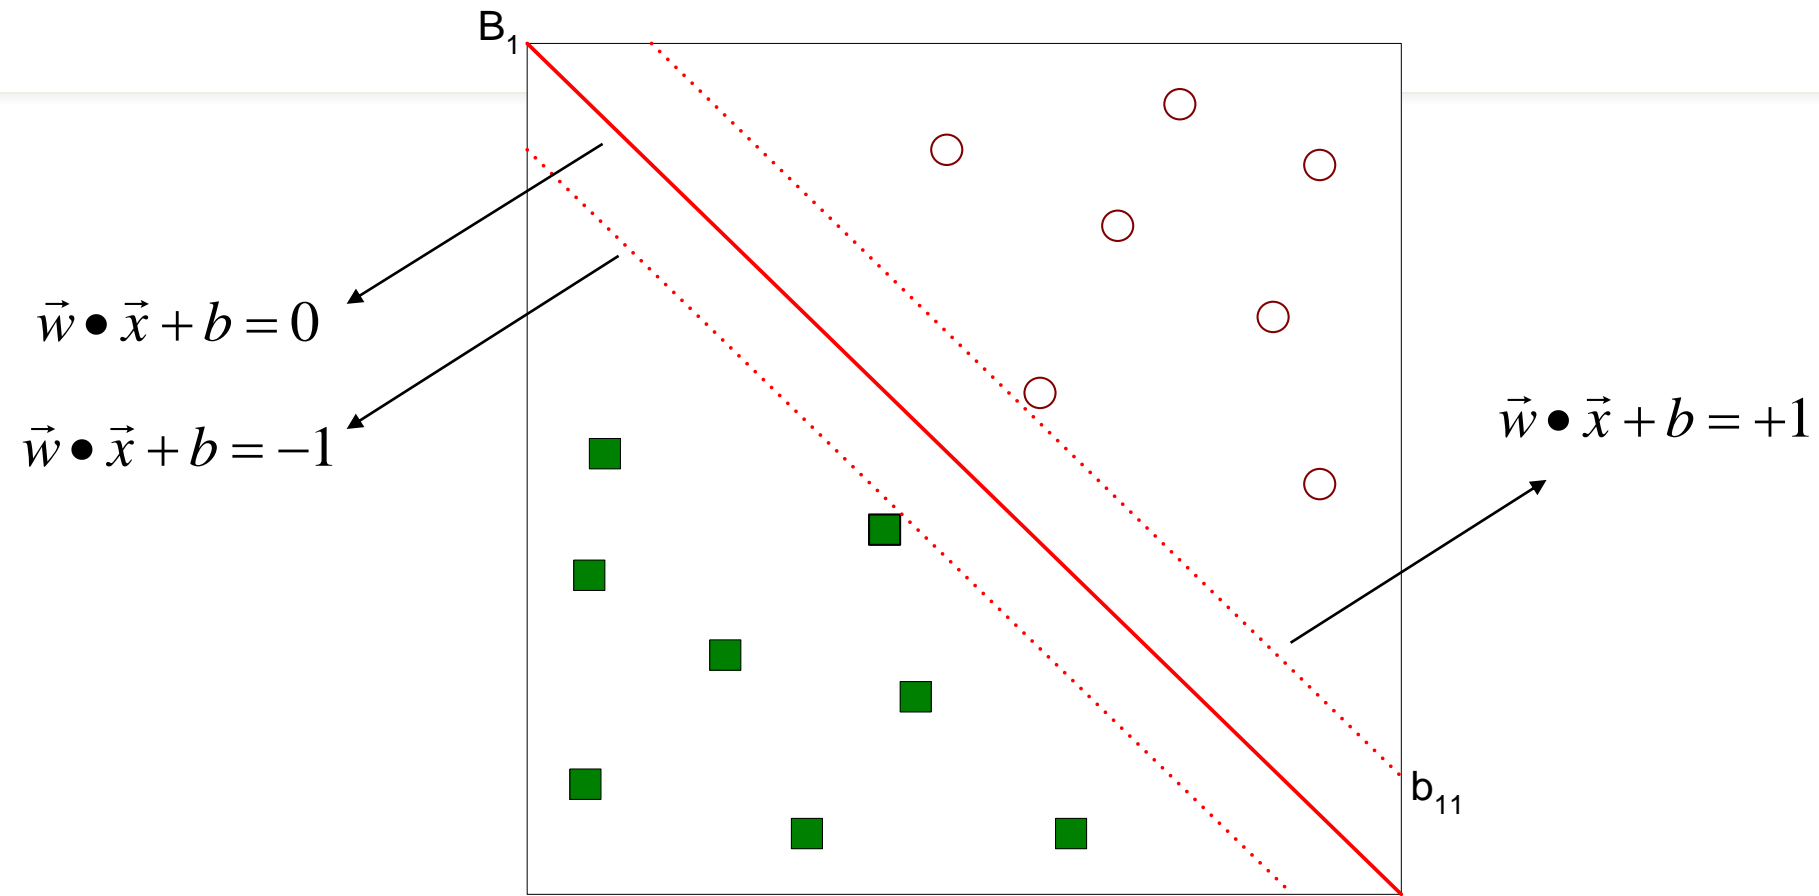 B₁
w⃗ • x⃗ + b = 0
w⃗ • x⃗ + b = −1
w⃗ • x⃗ + b = +1
b₁₁